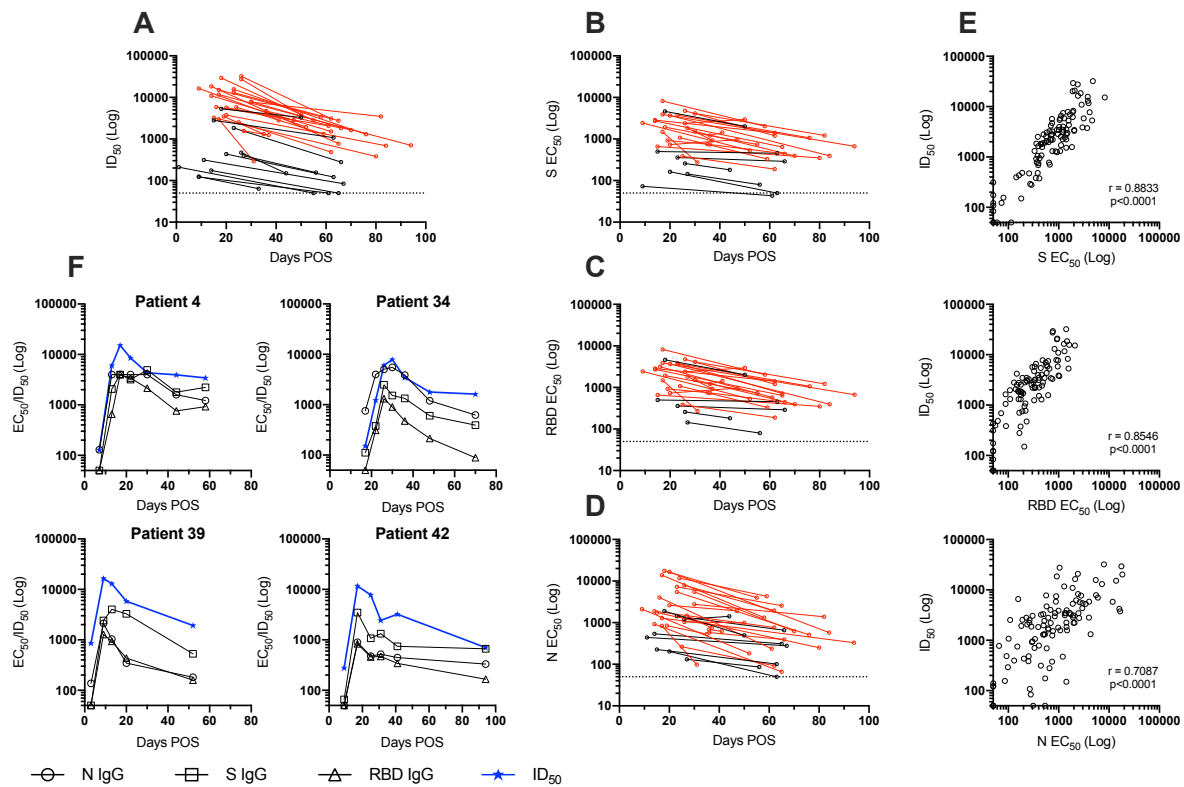 A
100000
10000
1000
100
10
ID50 (Log)
0 20 40 60 80 100
Days POS
B
100000
10000
1000
100
10
S EC50 (Log)
0 20 40 60 80 100
Days POS
E
100000
10000
1000
100
ID50 (Log)
r = 0.8833
p<0.0001
100 1000 10000 100000
S EC50 (Log)
F
Patient 4
100000
10000
1000
100
EC50/ID50 (Log)
0 20 40 60 80
Days POS
Patient 34
100000
10000
1000
100
EC50/ID50 (Log)
10 20 30 40 50 60 70 80
Days POS
C
100000
10000
1000
100
10
RBD EC50 (Log)
0 20 40 60 80 100
Days POS
100000
10000
1000
100
ID50 (Log)
r = 0.8546
p<0.0001
100 1000 10000 100000
RBD EC50 (Log)
Patient 39
100000
10000
1000
100
EC50/ID50 (Log)
0 20 40 60 80
Days POS
Patient 42
100000
10000
1000
100
EC50/ID50 (Log)
0 20 40 60 80 100
Days POS
D
100000
10000
1000
100
10
N EC50 (Log)
0 20 40 60 80 100
Days POS
100000
10000
1000
100
ID50 (Log)
r = 0.7087
p<0.0001
100 1000 10000 100000
N EC50 (Log)
N IgG S IgG RBD IgG ID50